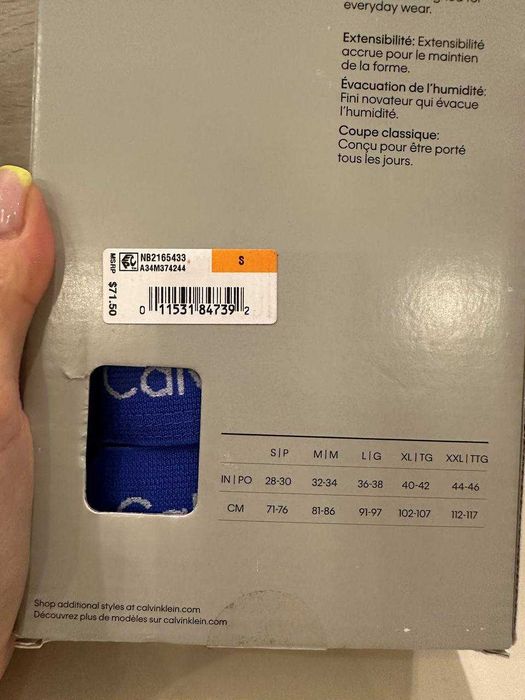 everyday wear.
Extensibilité: Extensibilité
accrue pour le maintien
de la forme.
Évacuation de l'humidité:
Fini novateur qui évacue
l'humidité.
Coupe classique:
Conçu pour être porté
tous les jours.
MSRP $71.50
NB2165433
A34M374244
S
0 11531 84739 2
Cal
S|P M|M L|G XL|TG XXL|TTG
IN|PO 28-30 32-34 36-38 40-42 44-46
CM 71-76 81-86 91-97 102-107 112-117
Shop additional styles at calvinklein.com
Découvrez plus de modèles sur calvinklein.com